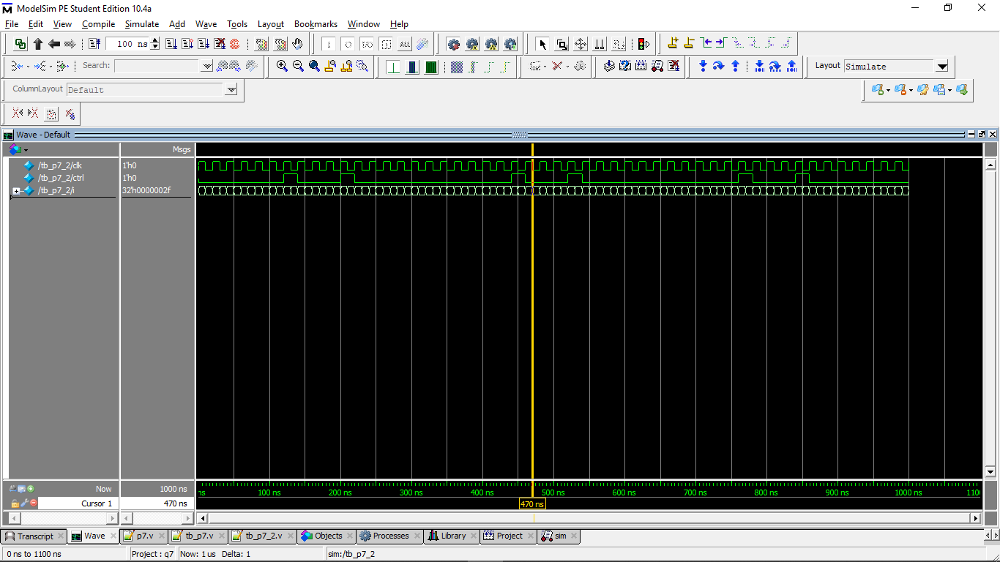 ModelSim PE Student Edition 10.4a
File Edit View Compile Simulate Add Wave Tools Layout Bookmarks Window Help
100 ns ALL
Search: Layout Simulate
ColumnLayout Default
Wave - Default
Msgs
/tb_p7_2/clk 1'h0
/tb_p7_2/ctrl 1'h0
/tb_p7_2/i 32'h0000002f
Now 1000 ns ns 100 ns 200 ns 300 ns 400 ns 500 ns 600 ns 700 ns 800 ns 900 ns 1000 ns 110
Cursor 1 470 ns 470 ns
Transcript Wave p7.v tb_p7.v tb_p7_2.v Objects Processes Library Project sim
0 ns to 1100 ns Project : q7 Now: 1 us Delta: 1 sim:/tb_p7_2